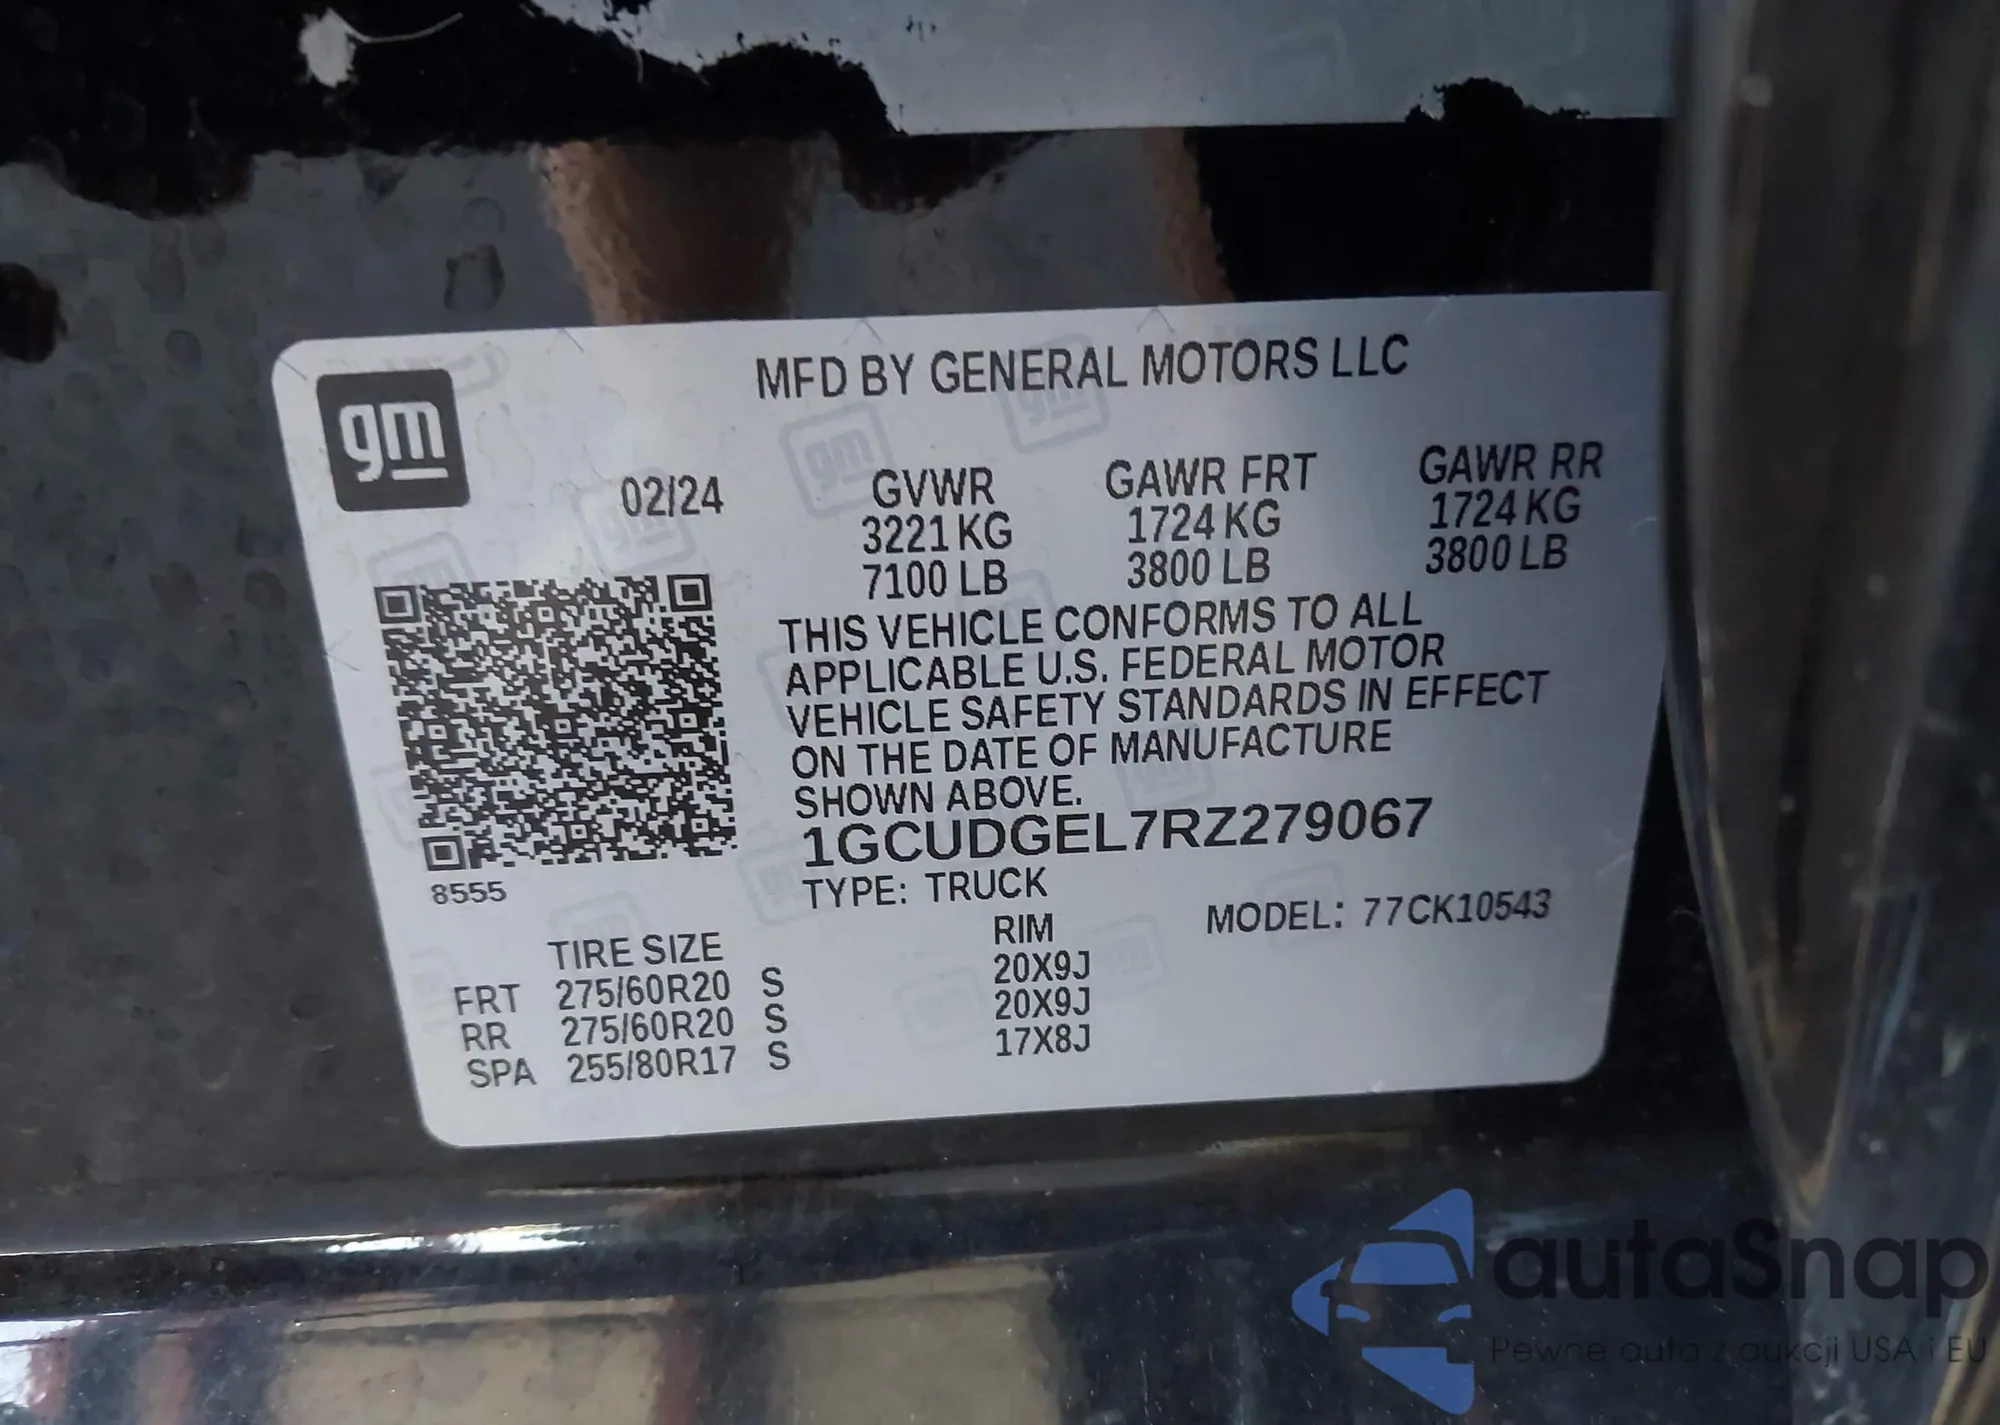 MFD BY GENERAL MOTORS LLC
gm
02/24 GVWR GAWR FRT GAWR RR
3221 KG 1724 KG 1724 KG
7100 LB 3800 LB 3800 LB
THIS VEHICLE CONFORMS TO ALL
APPLICABLE U.S. FEDERAL MOTOR
VEHICLE SAFETY STANDARDS IN EFFECT
ON THE DATE OF MANUFACTURE
SHOWN ABOVE.
1GCUDGEL7RZ279067
8555
TYPE: TRUCK
MODEL: 77CK10543
TIRE SIZE RIM
FRT 275/60R20 S 20X9J
RR 275/60R20 S 20X9J
SPA 255/80R17 S 17X8J
autaSnap
Pewne auta z aukcji USA i EU